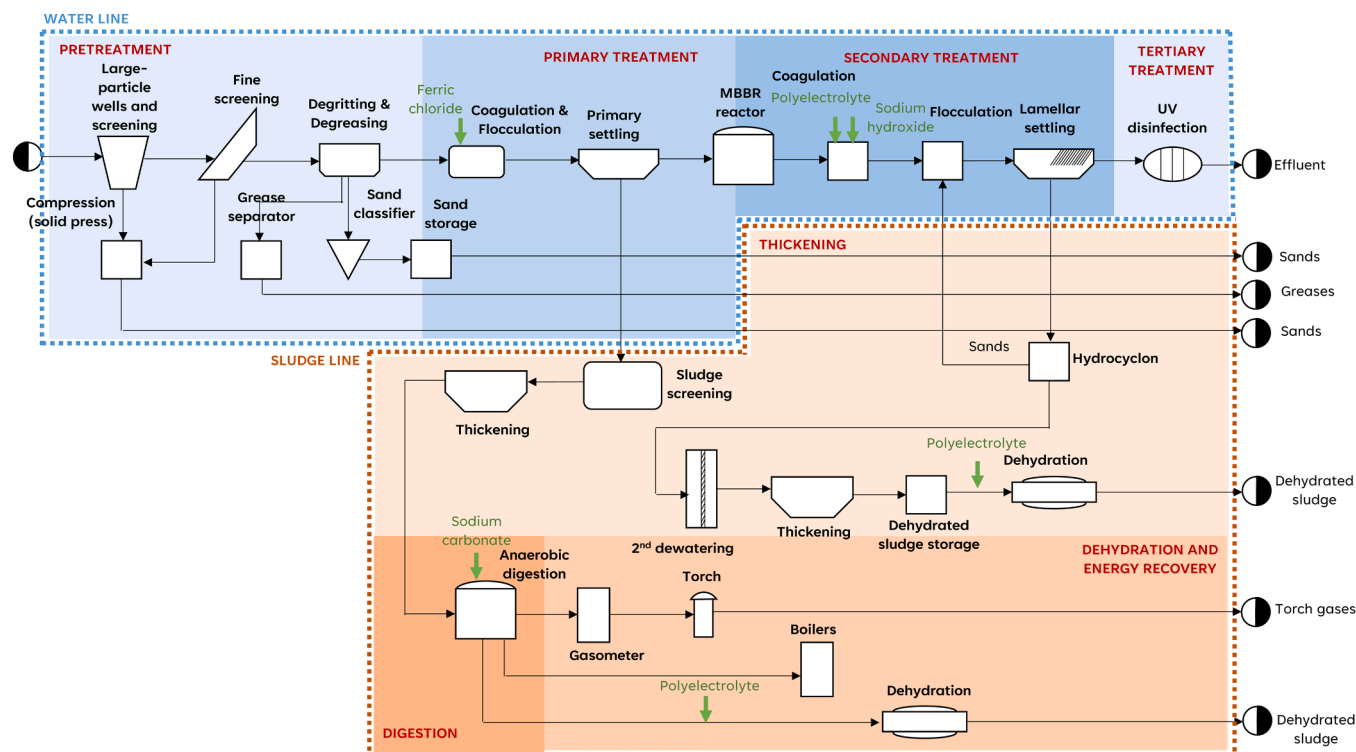 WATER LINE
PRETREATMENT
PRIMARY TREATMENT
SECONDARY TREATMENT
TERTIARY
TREATMENT
Large-
particle
wells and
screening
Fine
screening
Degritting &
Degreasing
Ferric
chloride
Coagulation &
Flocculation
Primary
settling
MBBR
reactor
Coagulation
Polyelectrolyte
Sodium
hydroxide
Flocculation
Lamellar
settling
UV
disinfection
Effluent
Compression
(solid press)
Grease
separator
Sand
classifier
Sand
storage
THICKENING
Sands
Greases
Sands
SLUDGE LINE
Sands
Hydrocyclon
Sludge
screening
Thickening
Polyelectrolyte
Dehydration
Dehydrated
sludge
2nd dewatering
Thickening
Dehydrated
sludge storage
Sodium
carbonate
Anaerobic
digestion
DEHYDRATION AND
ENERGY RECOVERY
Torch
Torch gases
Gasometer
Boilers
Polyelectrolyte
Dehydration
DIGESTION
Dehydrated
sludge